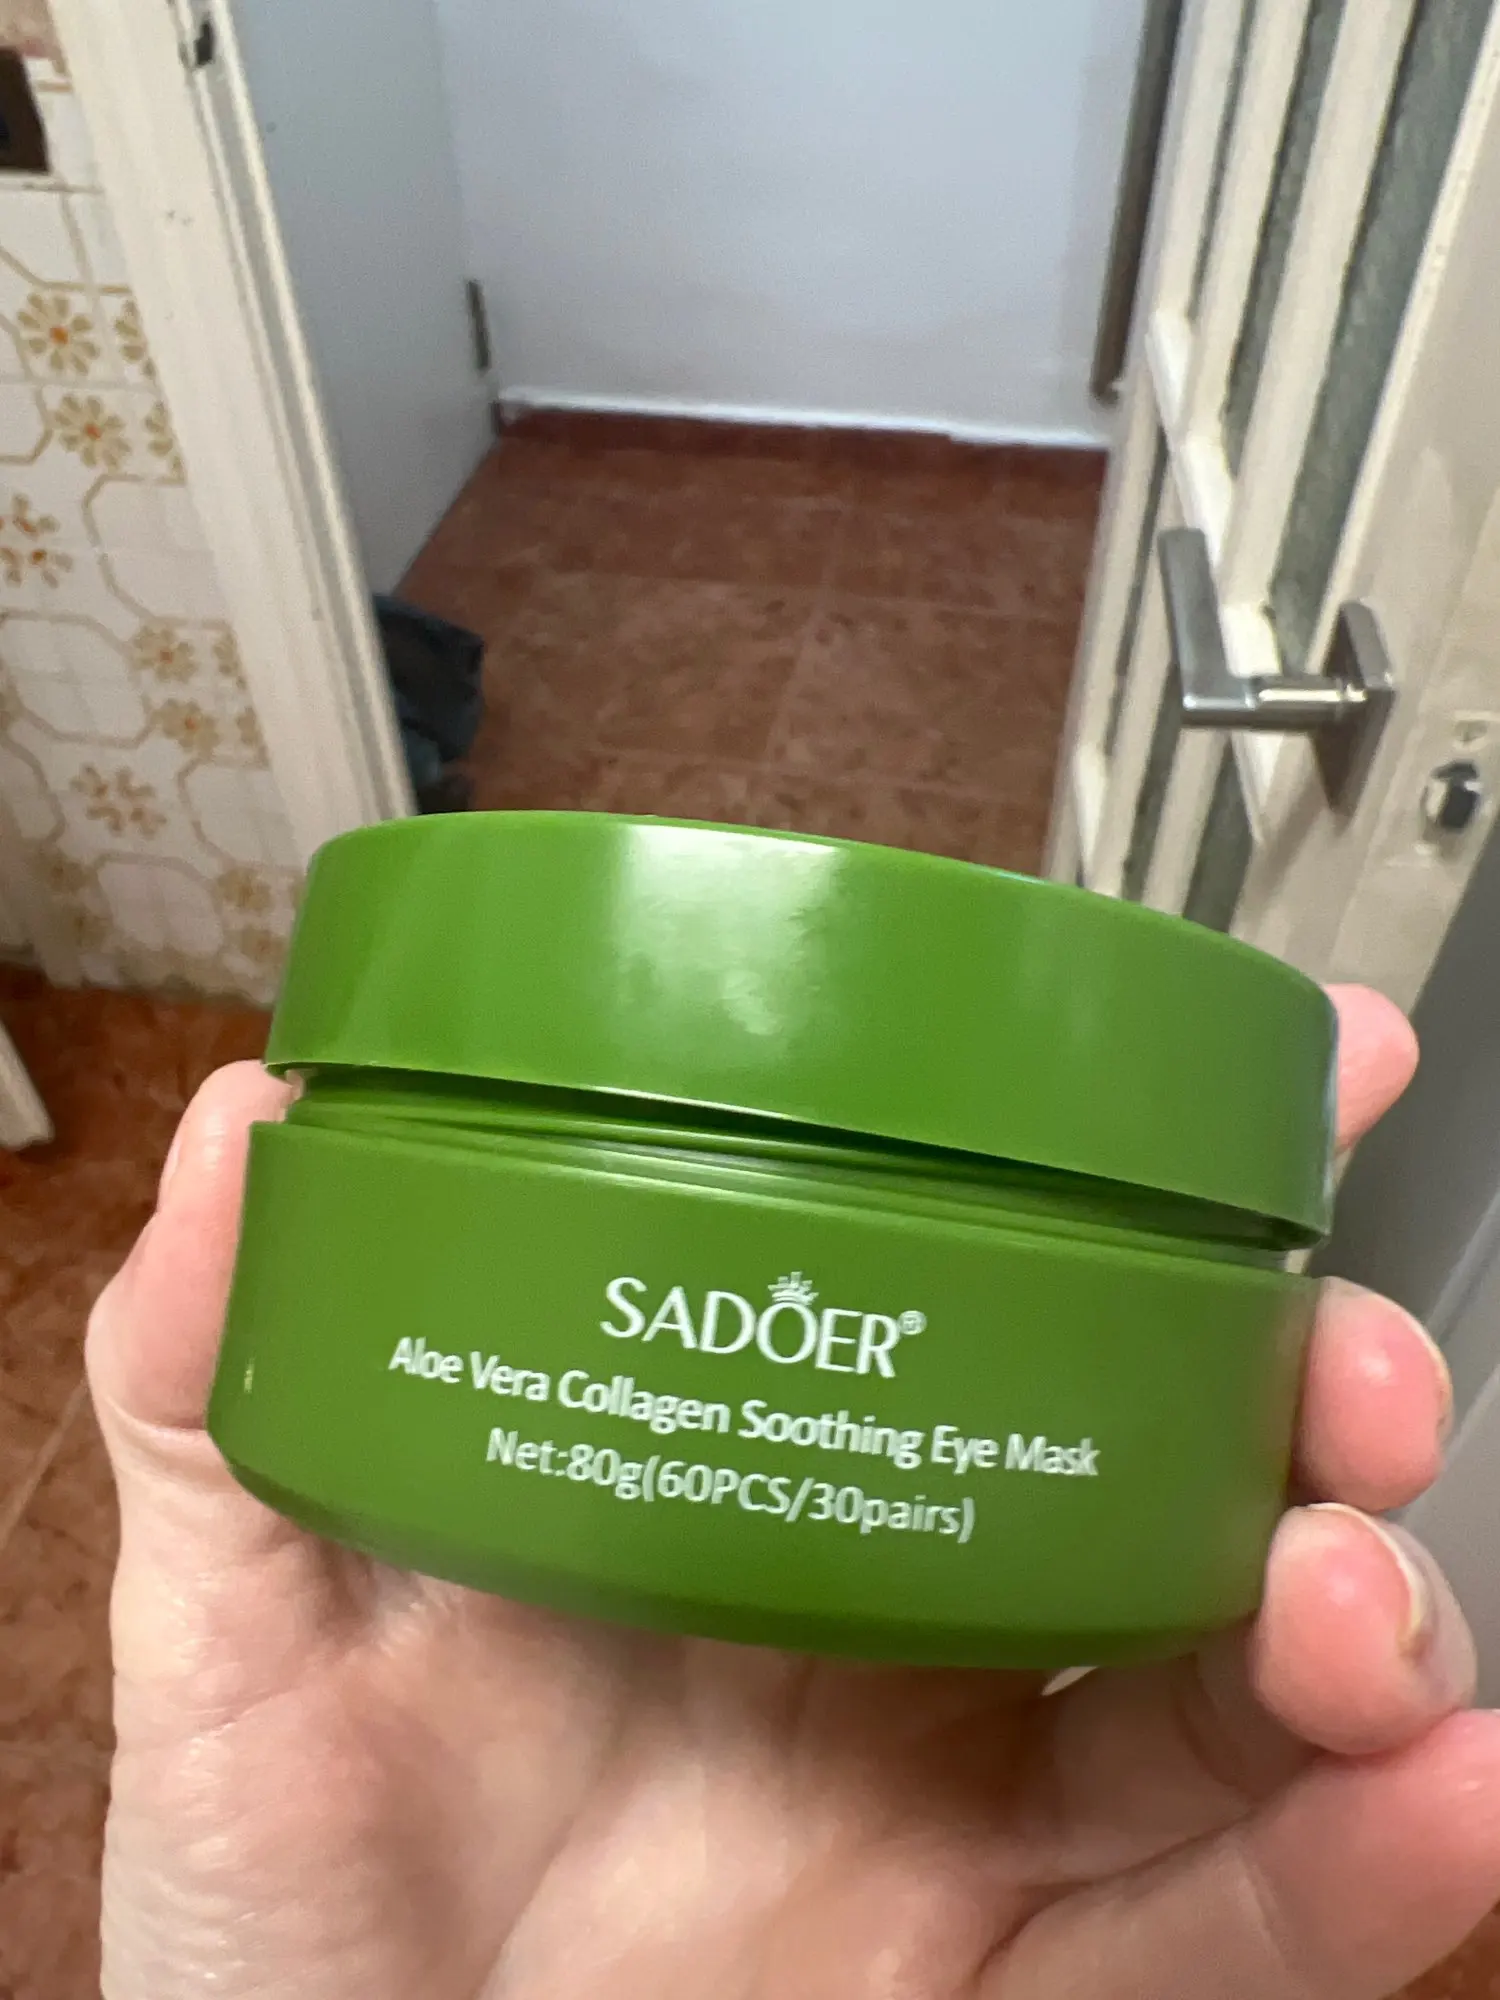 SADOER®
Aloe Vera Collagen Soothing Eye Mask
Net:80g(60PCS/30pairs)